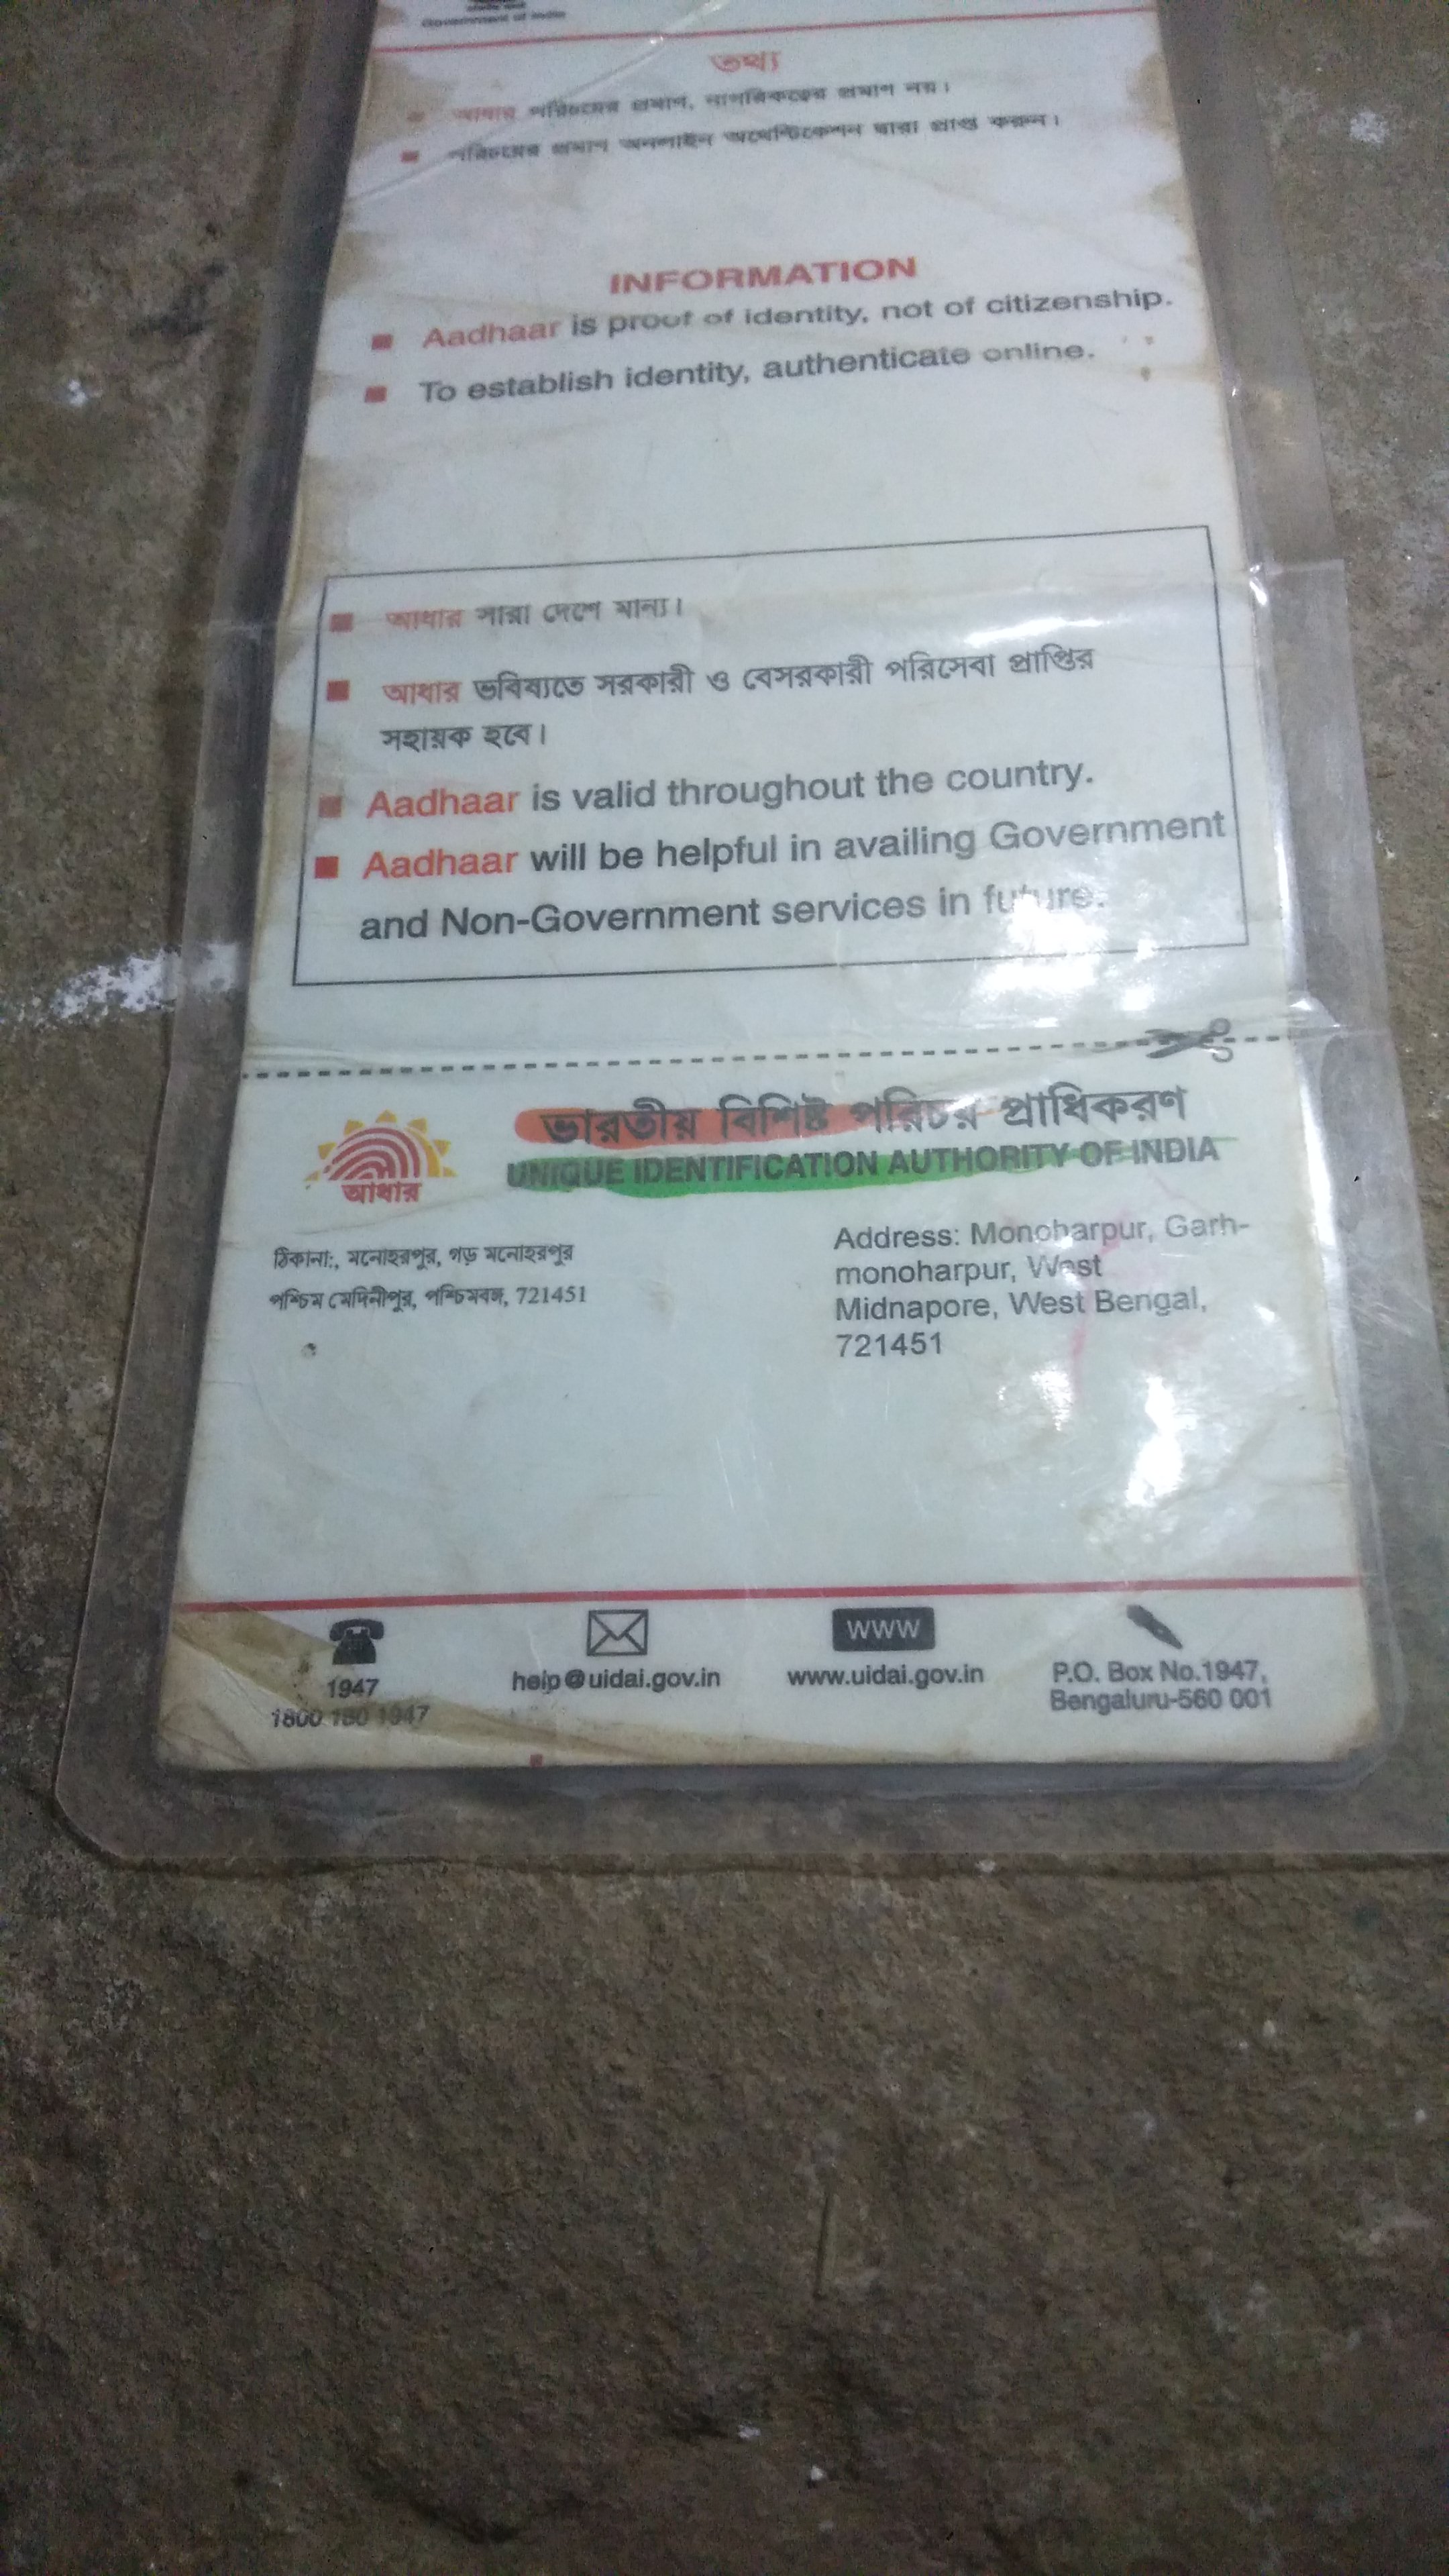 Government of India
তথ্য
আধার পরিচয়ের প্রমাণ, নাগরিকত্বের প্রমাণ নয়।
পরিচয়ের প্রমাণ অনলাইন অথেন্টিকেশন দ্বারা প্রাপ্ত করুন।
INFORMATION
Aadhaar is proof of identity, not of citizenship.
To establish identity, authenticate online.
আধার সারা দেশে মান্য।
আধার ভবিষ্যতে সরকারী ও বেসরকারী পরিসেবা প্রাপ্তির
সহায়ক হবে।
Aadhaar is valid throughout the country.
Aadhaar will be helpful in availing Government
and Non-Government services in future.
ভারতীয় বিশিষ্ট পরিচয় প্রাধিকরণ
UNIQUE IDENTIFICATION AUTHORITY OF INDIA
আধার
ঠিকানা:, মনোহরপুর, গড় মনোহরপুর
পশ্চিম মেদিনীপুর, পশ্চিমবঙ্গ, 721451
Address: Monoharpur, Garh-
monoharpur, West
Midnapore, West Bengal,
721451
1947
1800 180 1947
help@uidai.gov.in
WWW
www.uidai.gov.in
P.O. Box No.1947,
Bengaluru-560 001